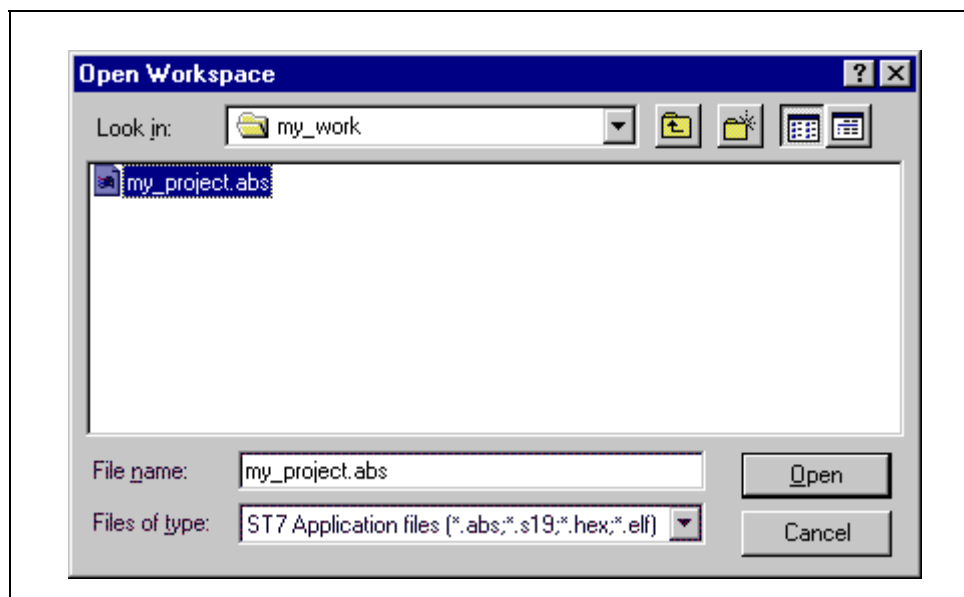 Open Workspace
Look in: my_work
my_project.abs
File name: my_project.abs
Open
Files of type: ST7 Application files (*.abs;*.s19;*.hex;*.elf)
Cancel